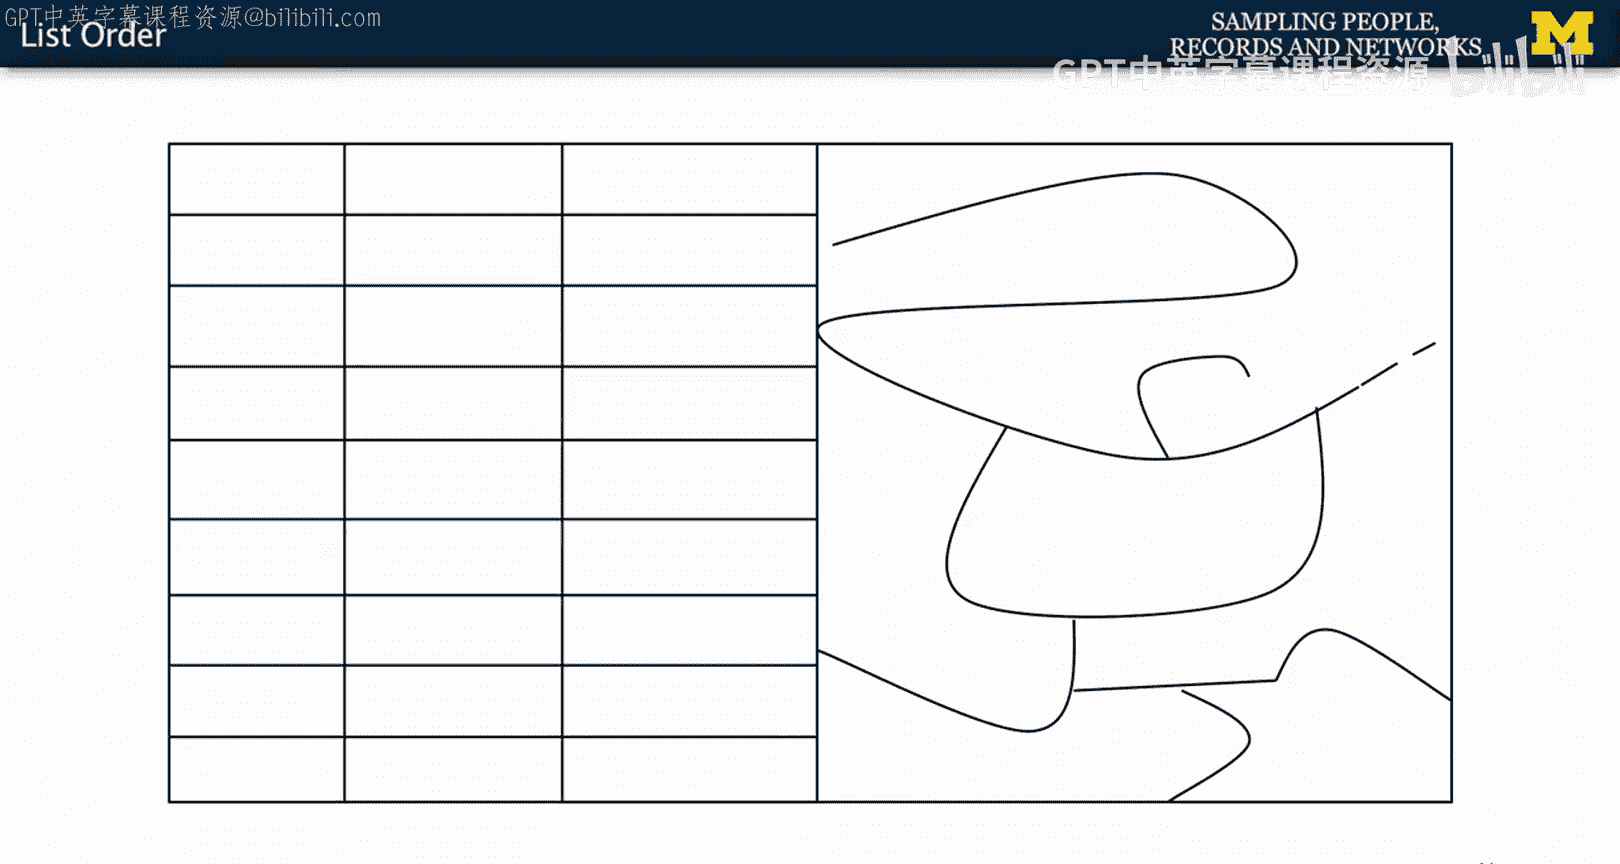 GPT中英字幕课程资源@bilibili.com
List Order
SAMPLING PEOPLE,
RECORDS AND NETWORKS
M
GPT中英字幕课程资源 bilibili